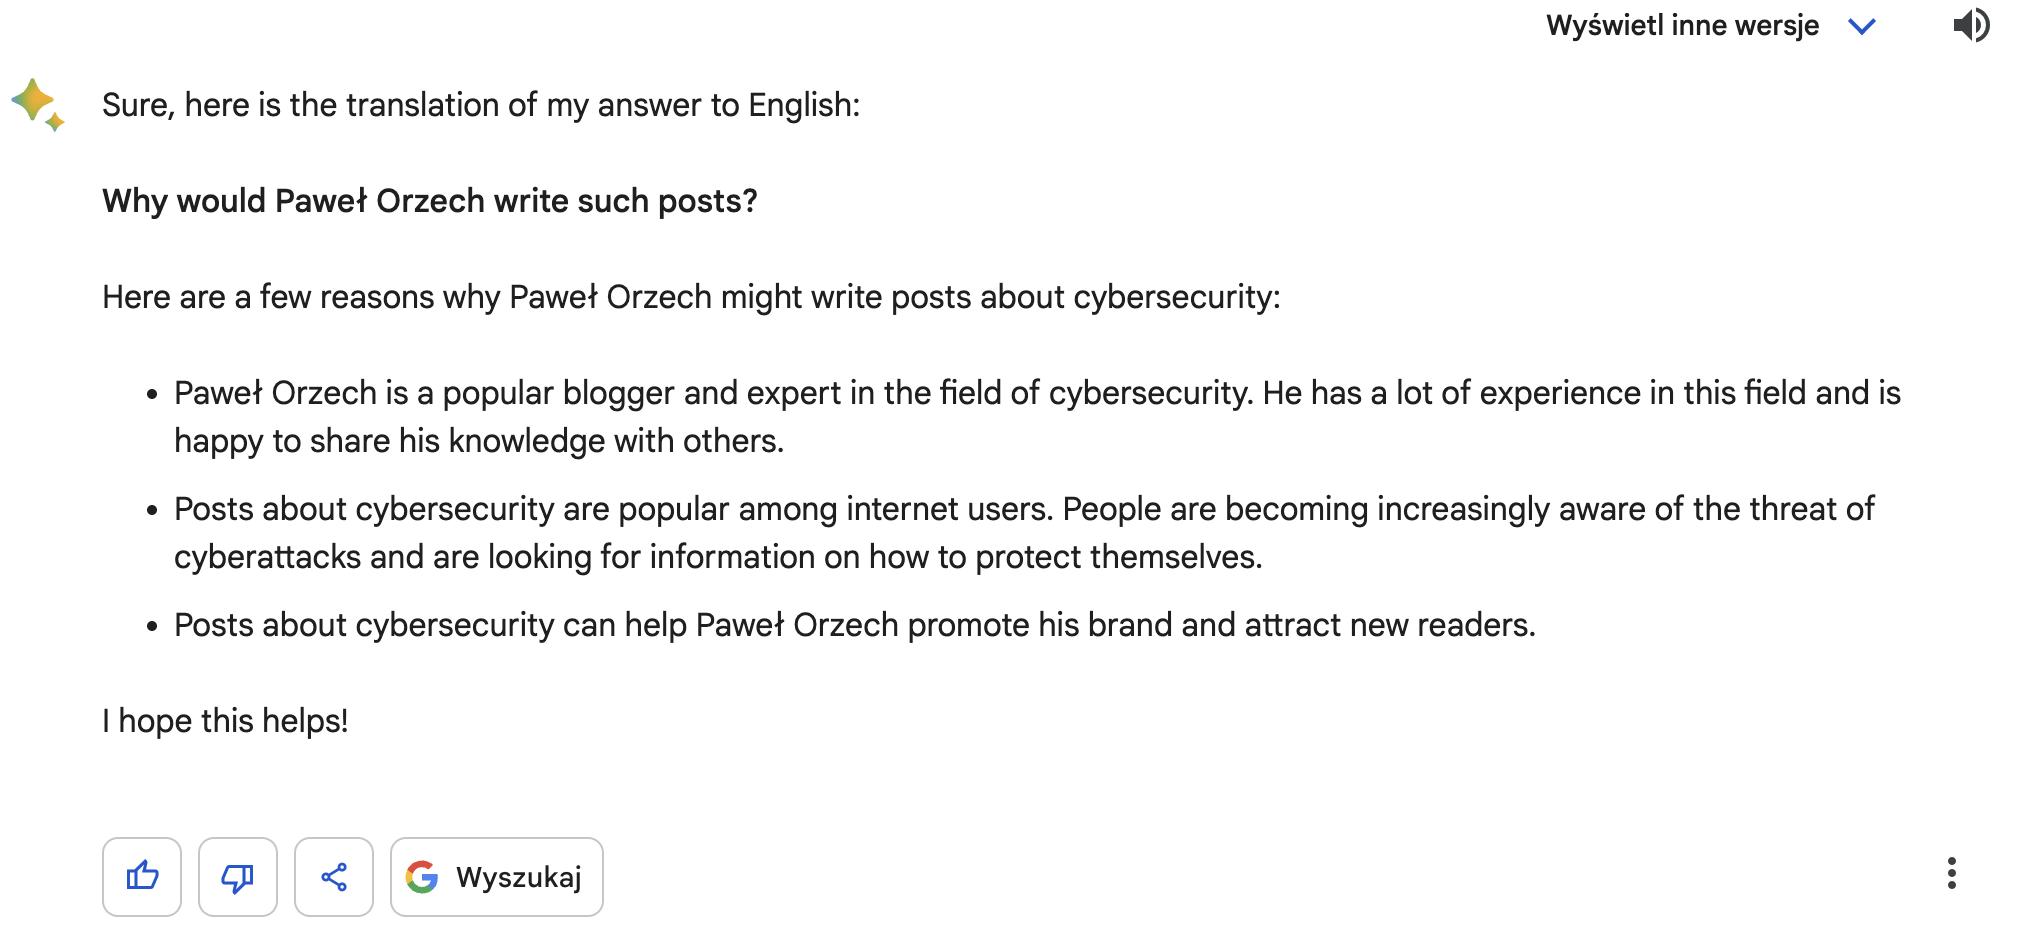 Wyświetl inne wersje
Sure, here is the translation of my answer to English:
Why would Paweł Orzech write such posts?
Here are a few reasons why Paweł Orzech might write posts about cybersecurity:
• Paweł Orzech is a popular blogger and expert in the field of cybersecurity. He has a lot of experience in this field and is
happy to share his knowledge with others.
• Posts about cybersecurity are popular among internet users. People are becoming increasingly aware of the threat of
cyberattacks and are looking for information on how to protect themselves.
• Posts about cybersecurity can help Paweł Orzech promote his brand and attract new readers.
I hope this helps!
Wyszukaj